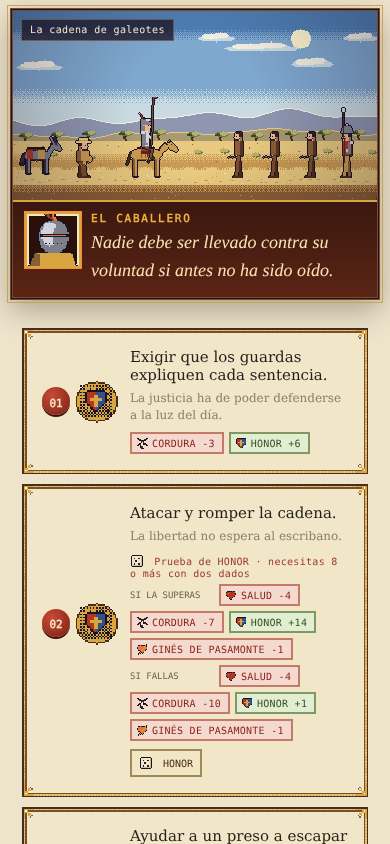 La cadena de galeotes
EL CABALLERO
Nadie debe ser llevado contra su
voluntad si antes no ha sido oído.
01
Exigir que los guardas
expliquen cada sentencia.
La justicia ha de poder defenderse
a la luz del día.
CORDURA -3 HONOR +6
02
Atacar y romper la cadena.
La libertad no espera al escribano.
Prueba de HONOR · necesitas 8
o más con dos dados
SI LA SUPERAS SALUD -4
CORDURA -7 HONOR +14
GINÉS DE PASAMONTE -1
SI FALLAS SALUD -4
CORDURA -10 HONOR +1
GINÉS DE PASAMONTE -1
HONOR
Ayudar a un preso a escapar